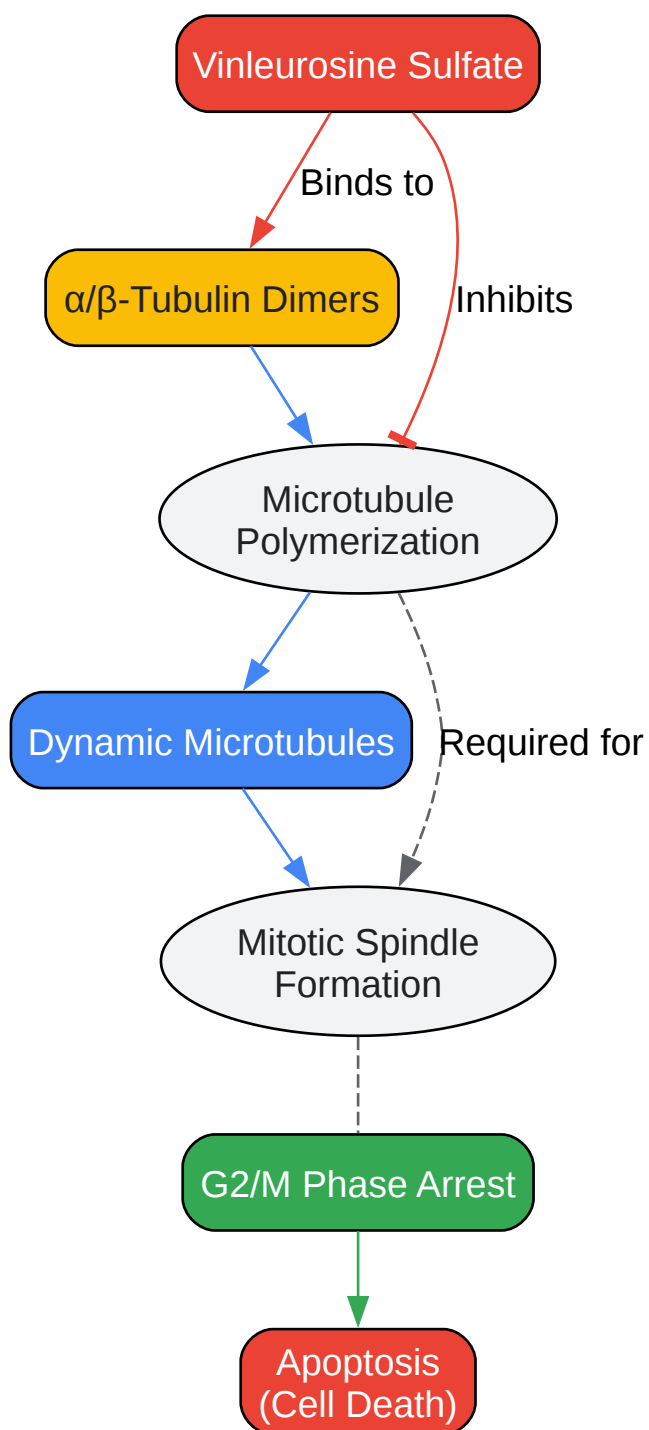 Vinleurosine Sulfate
Binds to
α/β-Tubulin Dimers
Inhibits
Microtubule
Polymerization
Dynamic Microtubules
Required for
Mitotic Spindle
Formation
G2/M Phase Arrest
Apoptosis
(Cell Death)